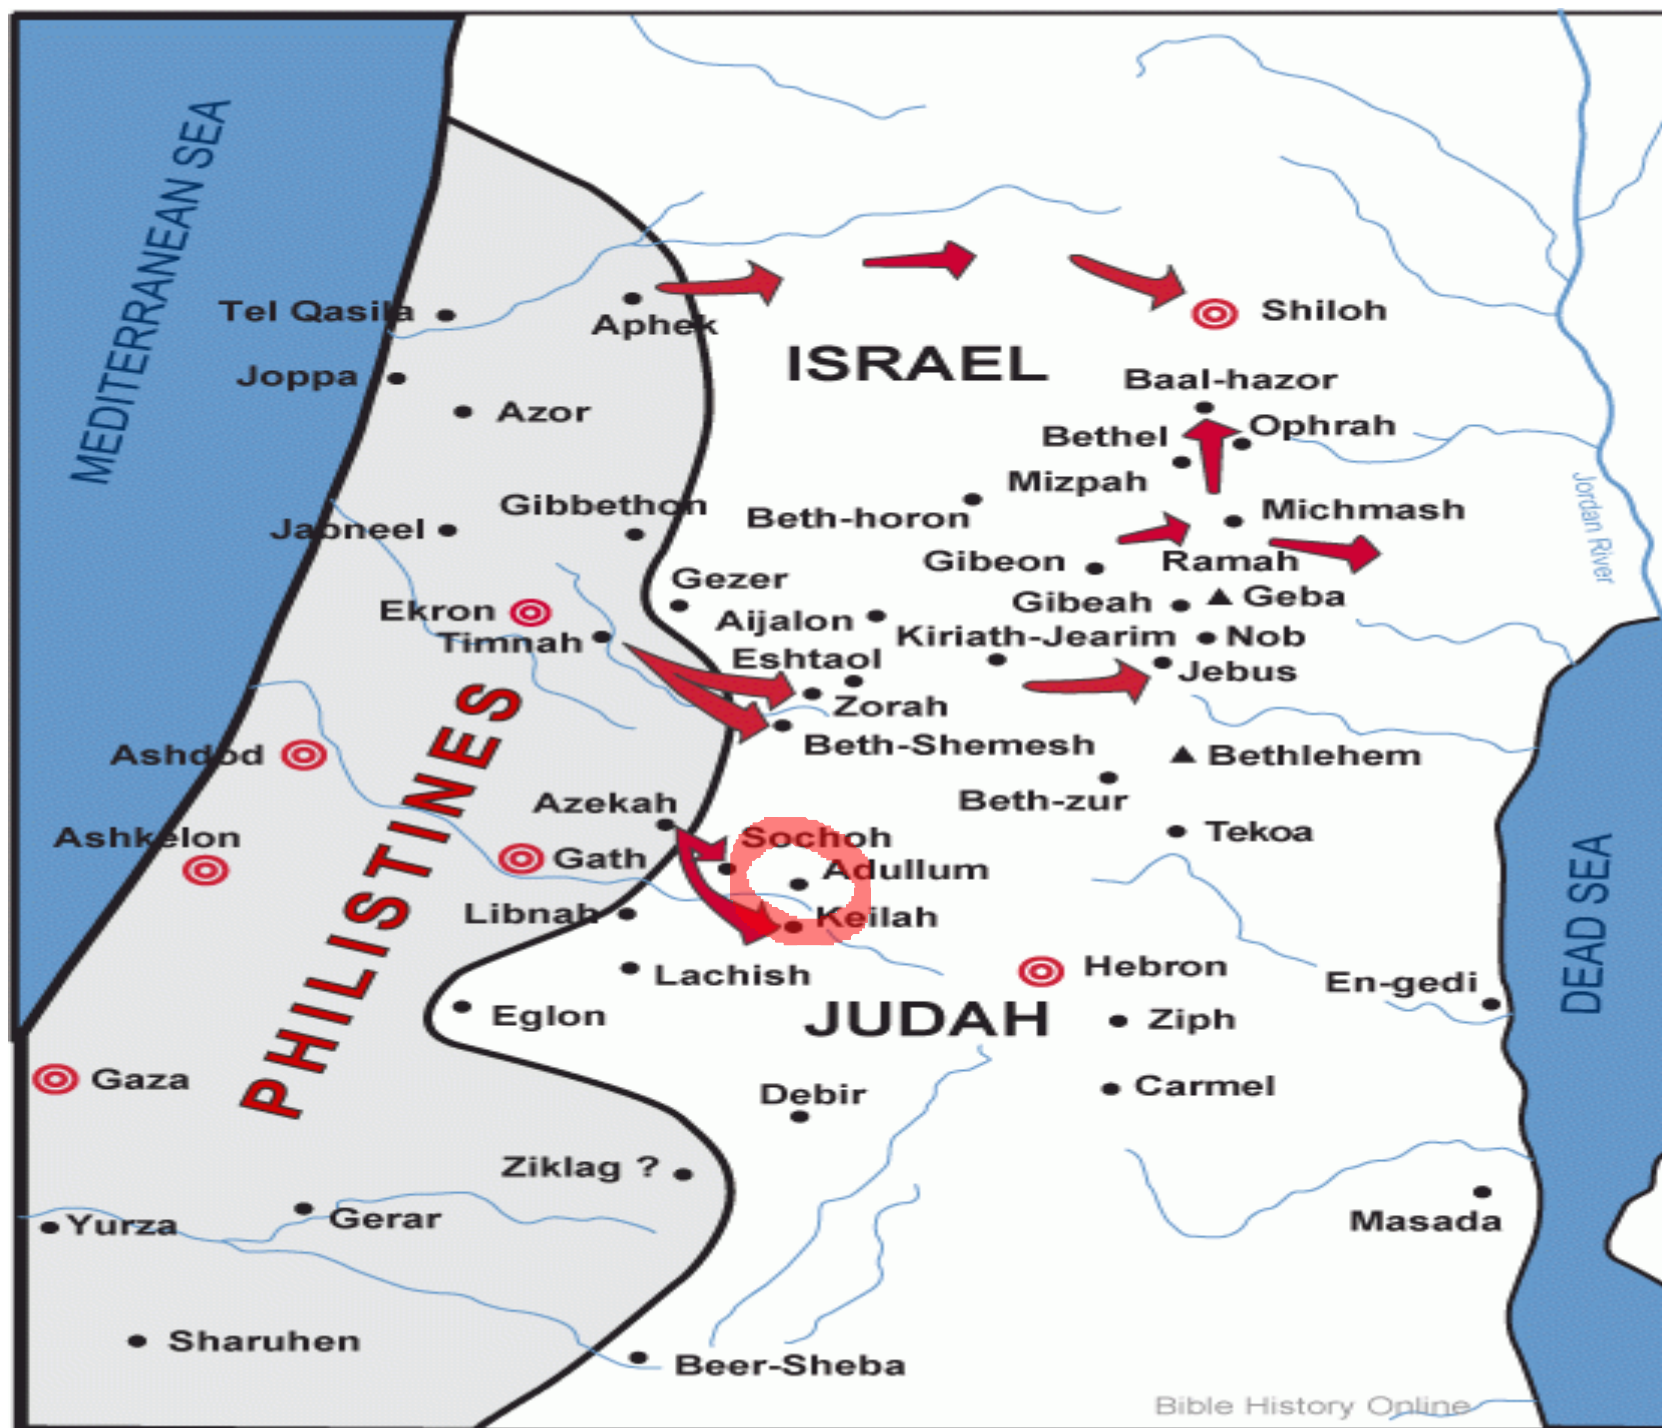 MEDITERRANEAN SEA
Tel Qasila
Aphek
Shiloh
ISRAEL
Joppa
Baal-hazor
Azor
Bethel
Ophrah
Mizpah
Jordan River
Gibbethon
Beth-horon
Michmash
Jabneel
Gibeon
Ramah
Gezer
Ekron
Aijalon
Gibeah
Geba
Timnah
Kiriath-Jearim
Nob
Eshtaol
Jebus
Zorah
PHILISTINES
Beth-Shemesh
Ashdod
Bethlehem
Azekah
Beth-zur
Ashkelon
Sochoh
Tekoa
Gath
Adullum
DEAD SEA
Libnah
Keilah
Lachish
Hebron
En-gedi
Eglon
JUDAH
Ziph
Gaza
Debir
Carmel
Ziklag ?
Yurza
Gerar
Masada
Sharuhen
Beer-Sheba
Bible History Online